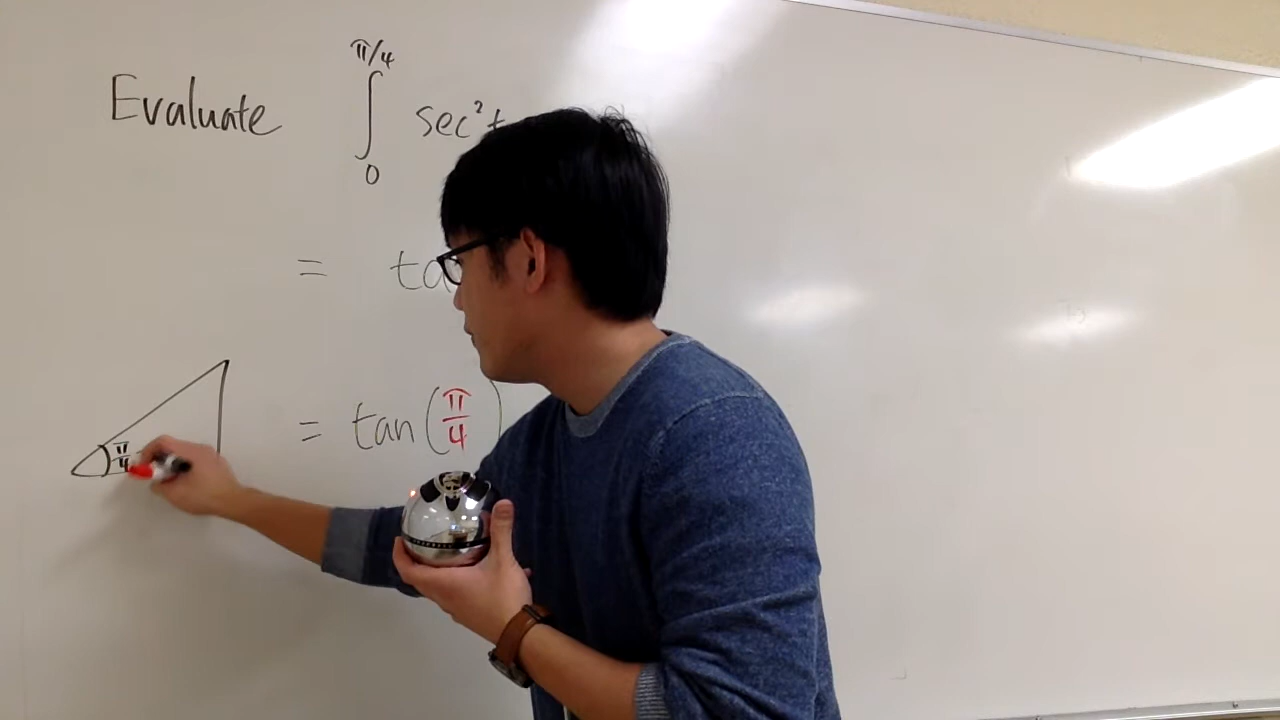 π/4
Evaluate ∫ sec²t
0
= ta
= tan(π/4)
π/4